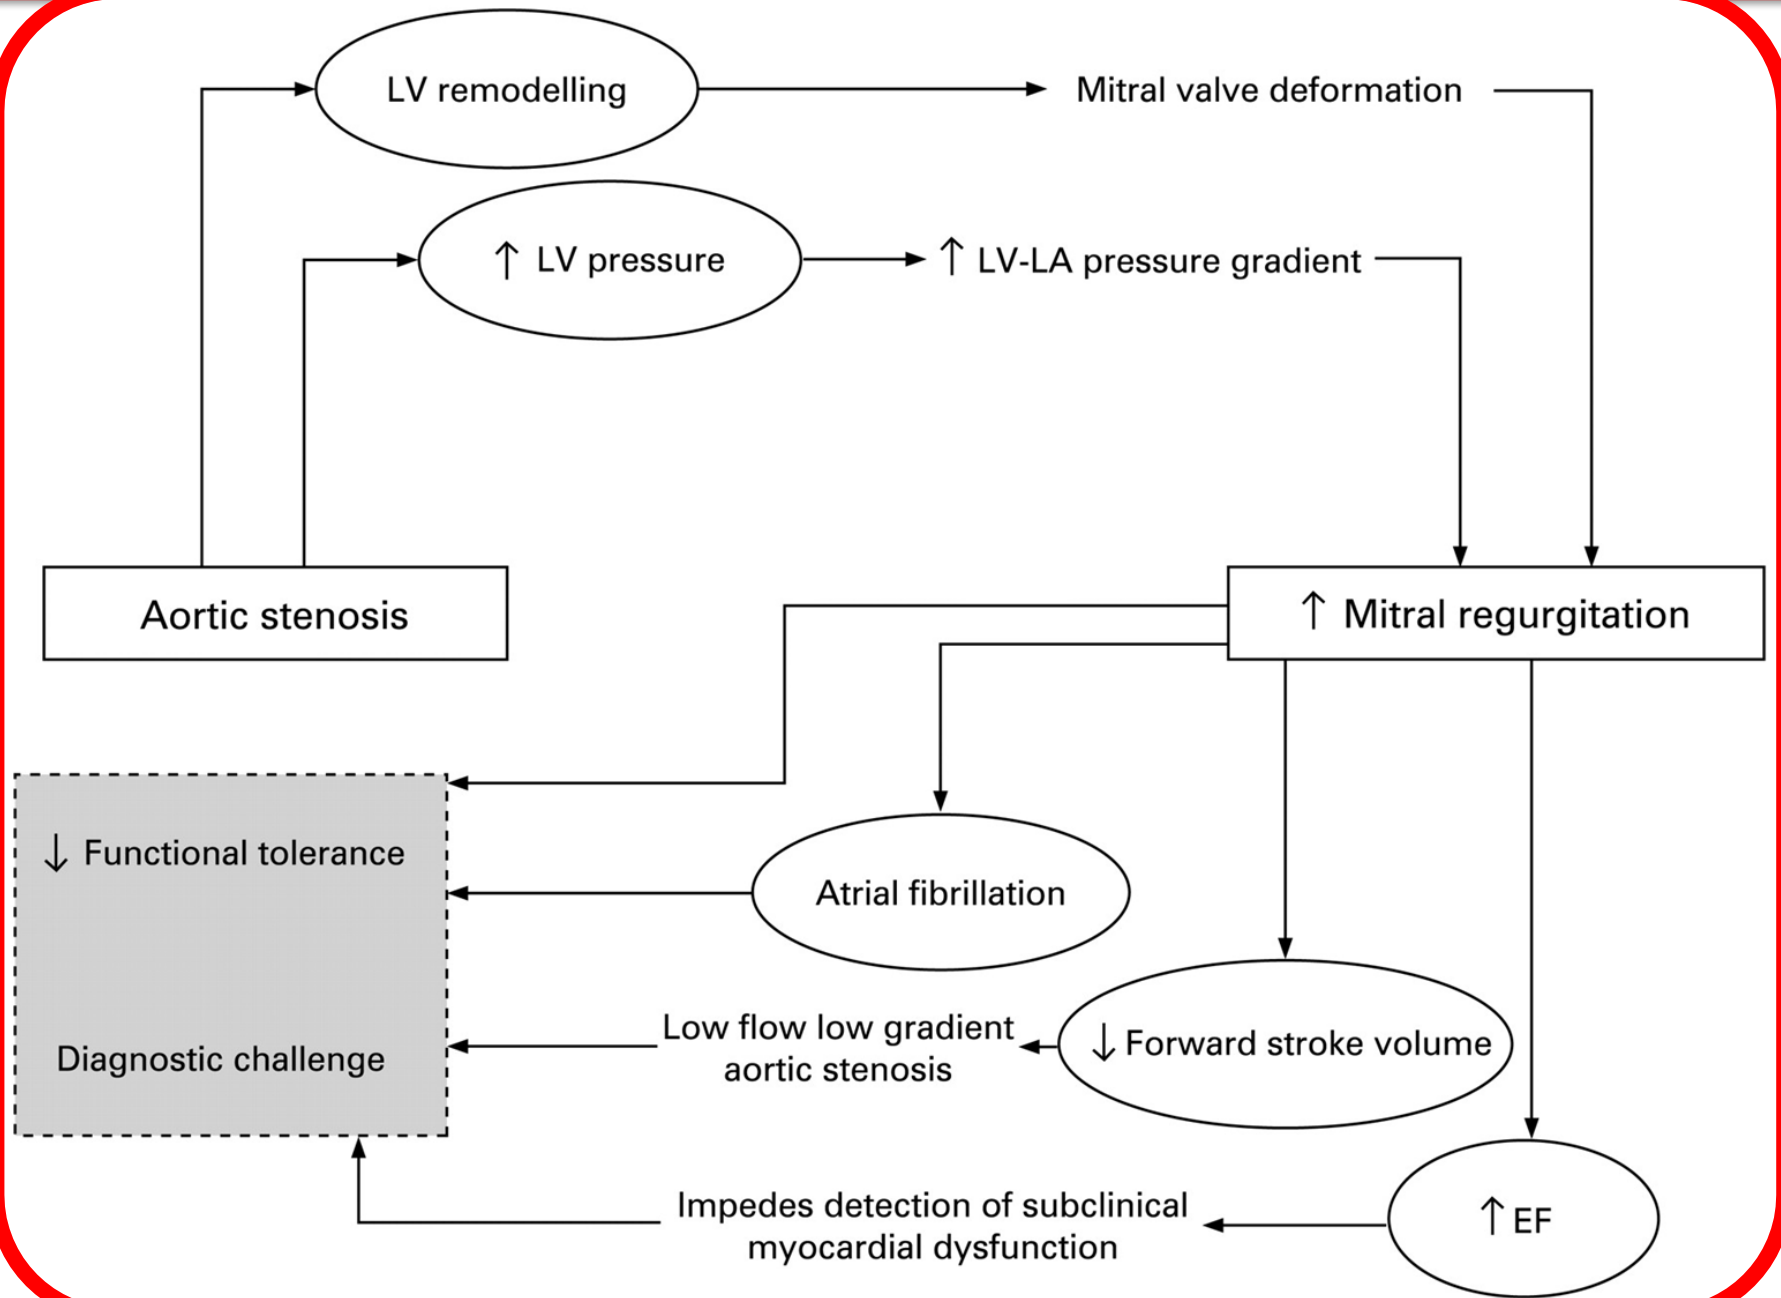 LV remodelling
Mitral valve deformation
↑ LV pressure
↑ LV-LA pressure gradient
Aortic stenosis
↑ Mitral regurgitation
↓ Functional tolerance
Atrial fibrillation
Diagnostic challenge
Low flow low gradient
aortic stenosis
↓ Forward stroke volume
Impedes detection of subclinical
myocardial dysfunction
↑ EF